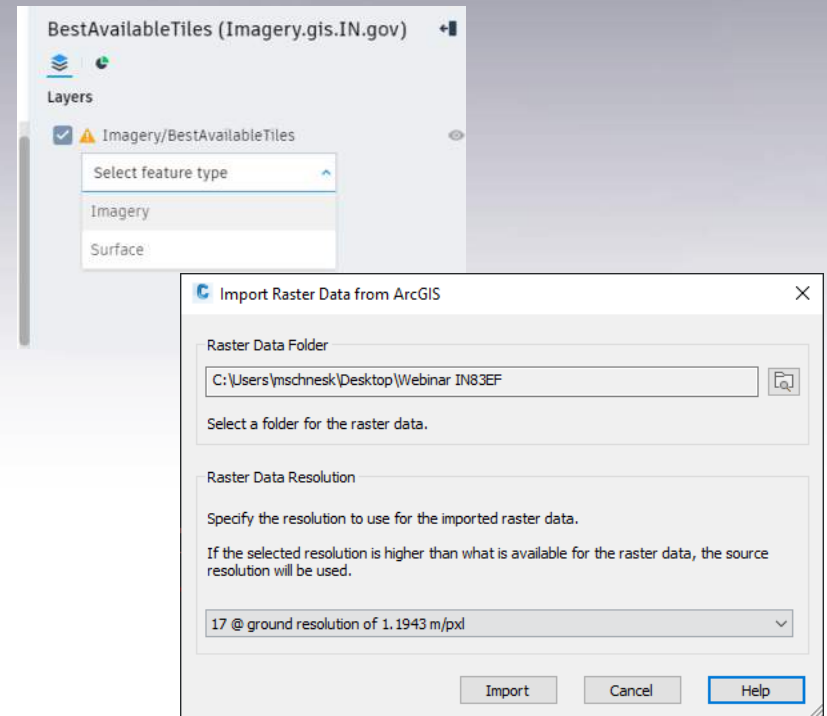 BestAvailableTiles (Imagery.gis.IN.gov)
Layers
Imagery/BestAvailableTiles
Select feature type
Imagery
Surface
Import Raster Data from ArcGIS
Raster Data Folder
C:\Users\mschnesk\Desktop\Webinar IN83EF
Select a folder for the raster data.
Raster Data Resolution
Specify the resolution to use for the imported raster data.
If the selected resolution is higher than what is available for the raster data, the source
resolution will be used.
17 @ ground resolution of 1.1943 m/pxl
Import
Cancel
Help